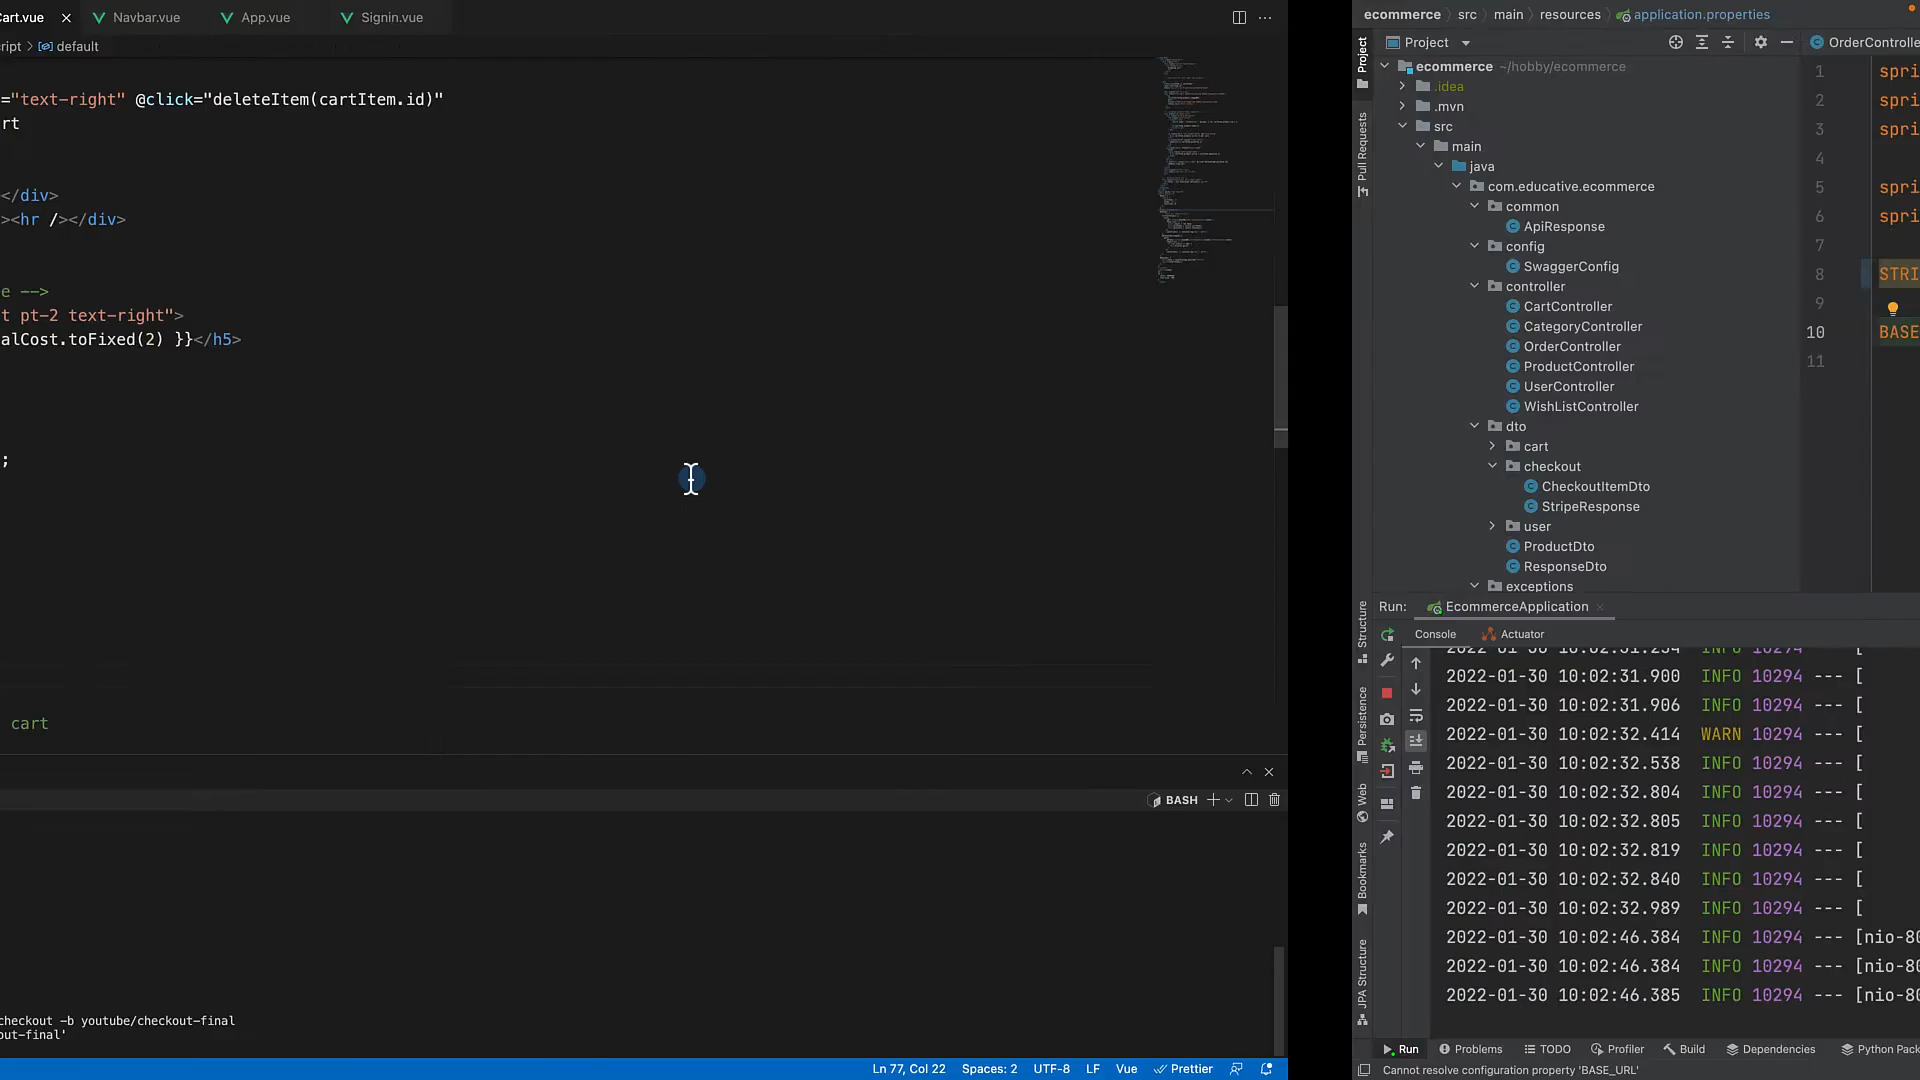 Cart.vue
Navbar.vue
App.vue
Signin.vue
ript > default
="text-right" @click="deleteItem(cartItem.id)"
rt
</div>
><hr /></div>
e -->
t pt-2 text-right">
alCost.toFixed(2) }}</h5>
;
cart
BASH
checkout -b youtube/checkout-final
out-final'
Ln 77, Col 22 Spaces: 2 UTF-8 LF Vue Prettier
ecommerce src main resources application.properties
Project
Project
Pull Requests
OrderControlle
ecommerce ~/hobby/ecommerce
.idea
.mvn
src
main
java
com.educative.ecommerce
common
ApiResponse
config
SwaggerConfig
controller
CartController
CategoryController
OrderController
ProductController
UserController
WishListController
dto
cart
checkout
CheckoutItemDto
StripeResponse
user
ProductDto
ResponseDto
exceptions
1 spri
2 spri
3 spri
4
5 spri
6 spri
7
8 STRI
9
10 BASE
11
Structure
Persistence
Web
Bookmarks
JPA Structure
Run: EcommerceApplication
Console Actuator
2022-01-30 10:02:31.254 INFO 10294 --- [
2022-01-30 10:02:31.900 INFO 10294 --- [
2022-01-30 10:02:31.906 INFO 10294 --- [
2022-01-30 10:02:32.414 WARN 10294 --- [
2022-01-30 10:02:32.538 INFO 10294 --- [
2022-01-30 10:02:32.804 INFO 10294 --- [
2022-01-30 10:02:32.805 INFO 10294 --- [
2022-01-30 10:02:32.819 INFO 10294 --- [
2022-01-30 10:02:32.840 INFO 10294 --- [
2022-01-30 10:02:32.989 INFO 10294 --- [
2022-01-30 10:02:46.384 INFO 10294 --- [nio-80
2022-01-30 10:02:46.384 INFO 10294 --- [nio-80
2022-01-30 10:02:46.385 INFO 10294 --- [nio-80
Run Problems TODO Profiler Build Dependencies Python Pack
Cannot resolve configuration property 'BASE_URL'